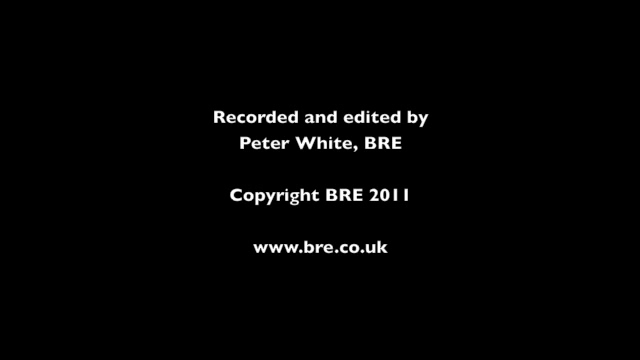 Recorded and edited by
Peter White, BRE
Copyright BRE 2011
www.bre.co.uk